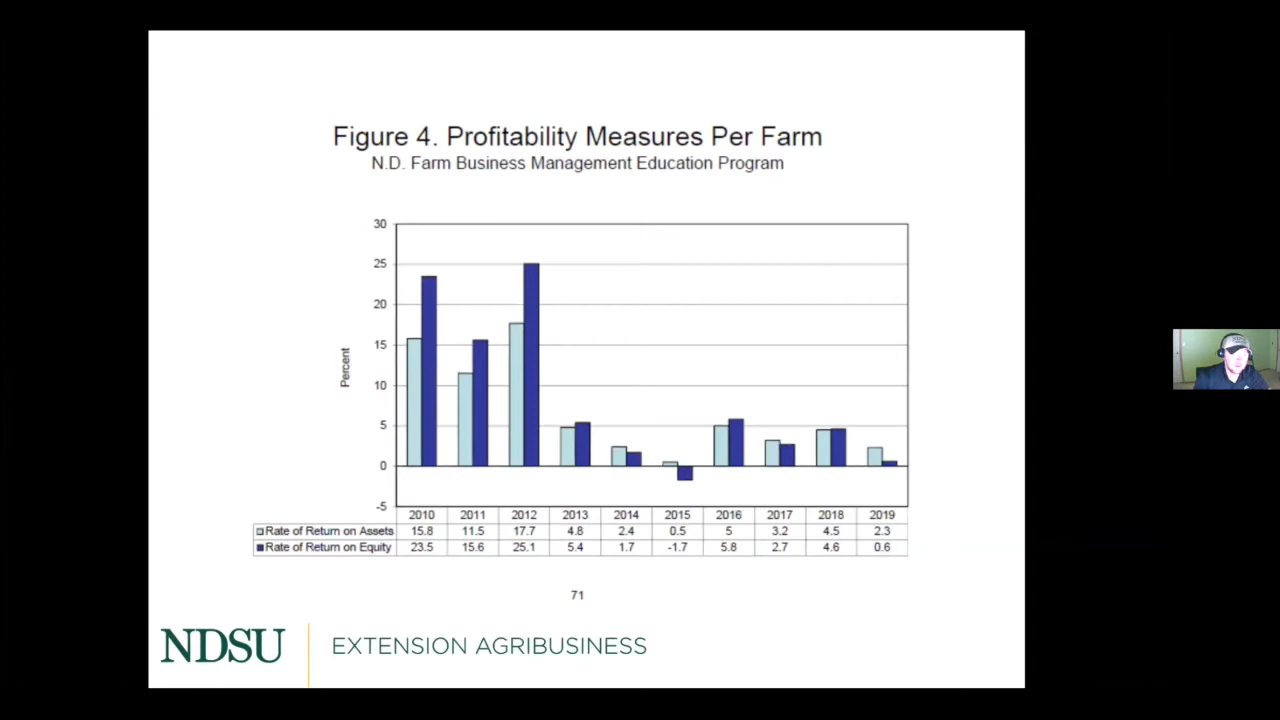 Figure 4. Profitability Measures Per Farm
N.D. Farm Business Management Education Program
30
25
20
15
10
5
0
-5
Percent
2010 2011 2012 2013 2014 2015 2016 2017 2018 2019
Rate of Return on Assets 15.8 11.5 17.7 4.8 2.4 0.5 5 3.2 4.5 2.3
Rate of Return on Equity 23.5 15.6 25.1 5.4 1.7 -1.7 5.8 2.7 4.6 0.6
71
NDSU EXTENSION AGRIBUSINESS